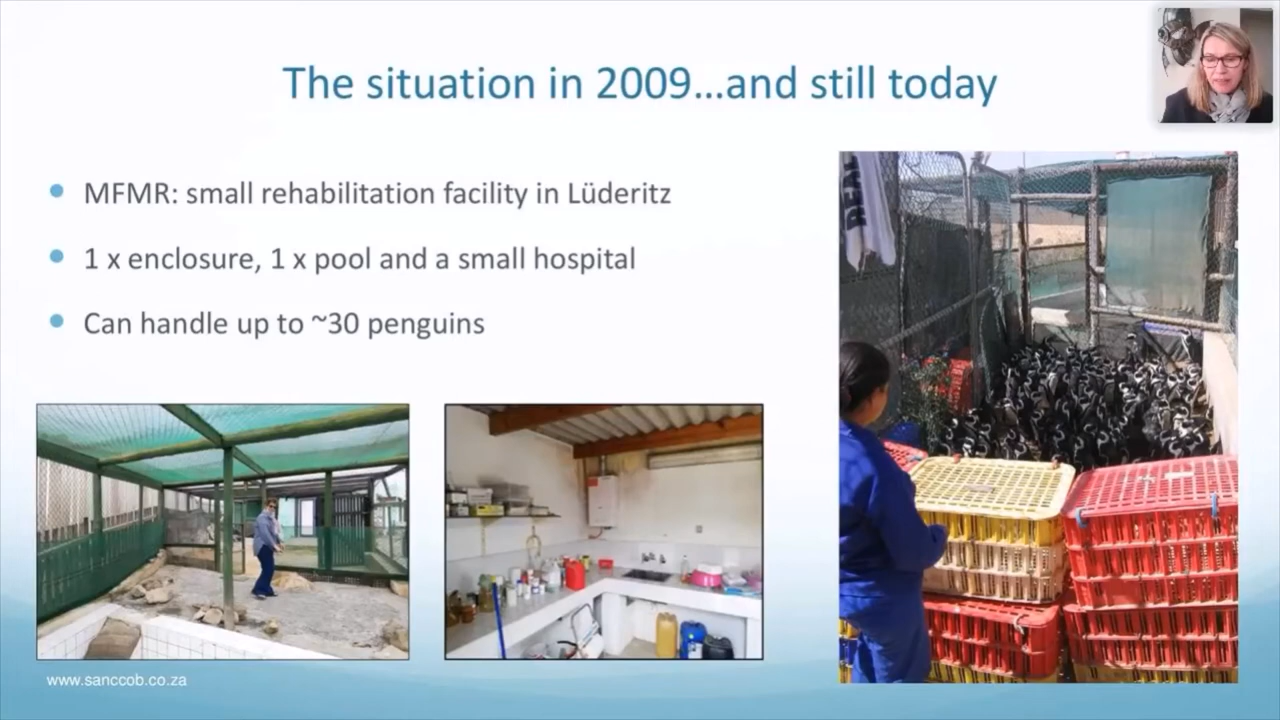 The situation in 2009...and still today
MFMR: small rehabilitation facility in Lüderitz
1 x enclosure, 1 x pool and a small hospital
Can handle up to ~30 penguins
REAL
www.sanccob.co.za